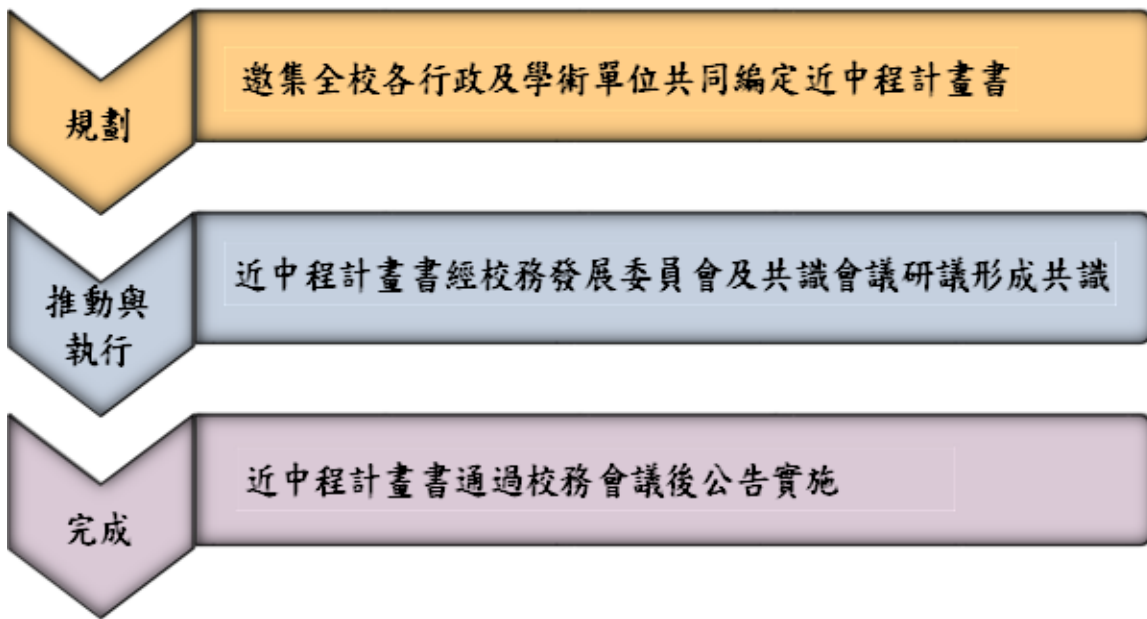 規劃
邀集全校各行政及學術單位共同編定近中程計畫書
推動與
執行
近中程計畫書經校務發展委員會及共識會議研議形成共識
完成
近中程計畫書通過校務會議後公告實施